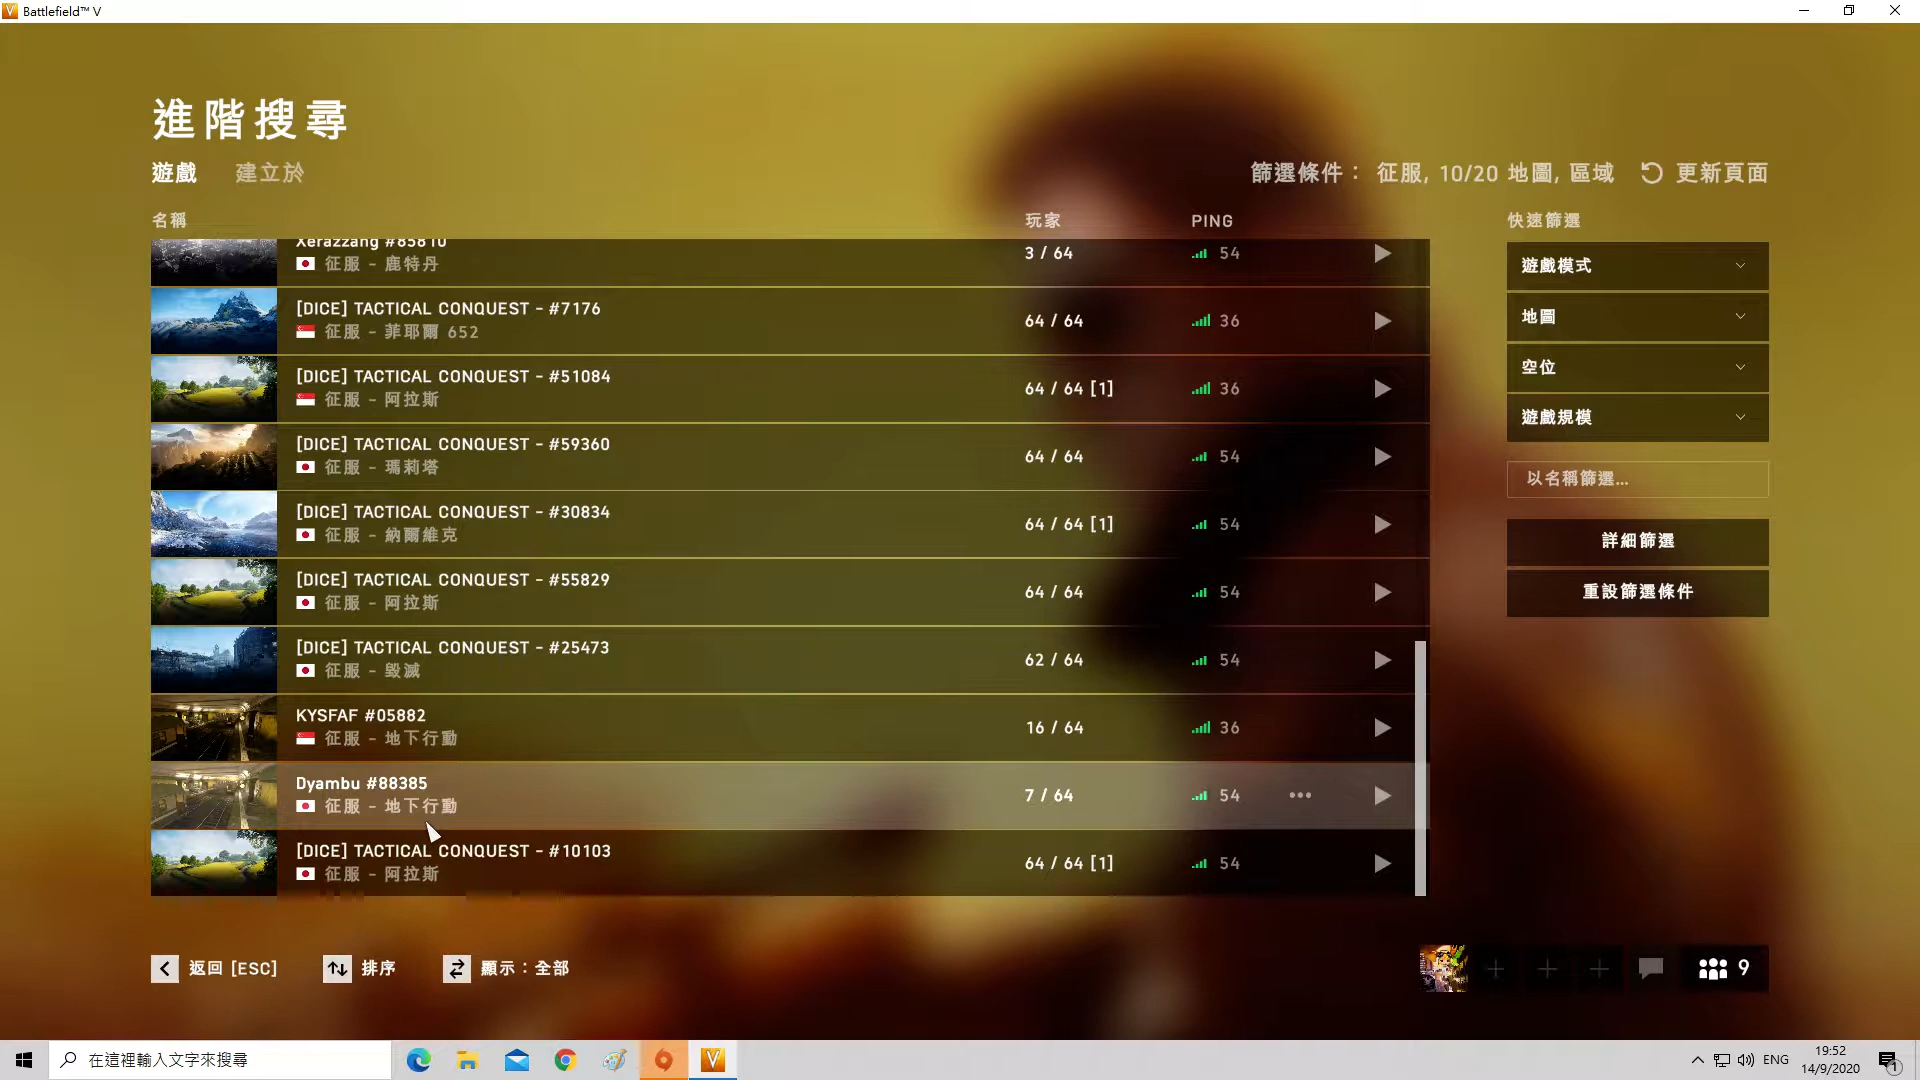 Battlefield™ V
進階搜尋
遊戲 建立於
篩選條件： 征服, 10/20 地圖, 區域 更新頁面
名稱 玩家 PING 快速篩選
Xerazzang #85810
征服 - 鹿特丹
3 / 64 54
[DICE] TACTICAL CONQUEST - #7176
征服 - 菲耶爾 652
64 / 64 36
[DICE] TACTICAL CONQUEST - #51084
征服 - 阿拉斯
64 / 64 [1] 36
[DICE] TACTICAL CONQUEST - #59360
征服 - 瑪莉塔
64 / 64 54
[DICE] TACTICAL CONQUEST - #30834
征服 - 納爾維克
64 / 64 [1] 54
[DICE] TACTICAL CONQUEST - #55829
征服 - 阿拉斯
64 / 64 54
[DICE] TACTICAL CONQUEST - #25473
征服 - 毀滅
62 / 64 54
KYSFAF #05882
征服 - 地下行動
16 / 64 36
Dyambu #88385
征服 - 地下行動
7 / 64 54
[DICE] TACTICAL CONQUEST - #10103
征服 - 阿拉斯
64 / 64 [1] 54
遊戲模式
地圖
空位
遊戲規模
以名稱篩選...
詳細篩選
重設篩選條件
返回 [ESC] 排序 顯示：全部
9
在這裡輸入文字來搜尋
ENG
19:52
14/9/2020
1